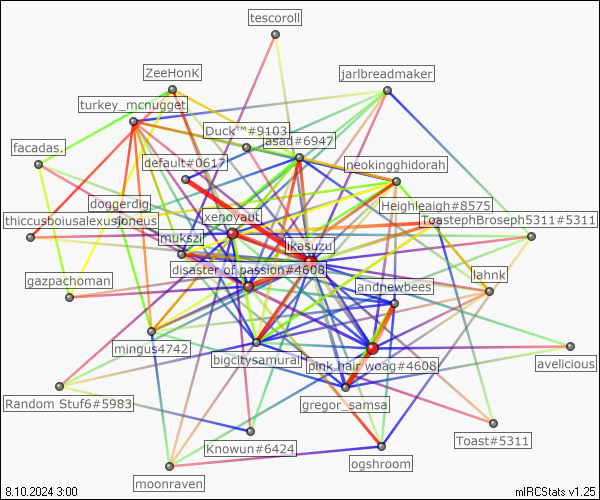 tescoroll
ZeeHonK
jarlbreadmaker
turkey_mcnugget
Duck™#9103
asad#6947
facadas.
default#0617
neokingghidorah
doggerdig
Heighleaigh#8575
thiccusboiusalexusioneus
xenoyaut
ToastephBroseph5311#5311
mukszi
likasuzu
disaster of passion#4608
lahnk
gazpachoman
andnewbees
mingus4742
bigcitysamurai
pink hair woag#4608
avelicious
Random Stuf6#5983
gregor_samsa
Knowun#6424
Toast#5311
ogshroom
moonraven
8.10.2024 3:00
mIRCStats v1.25